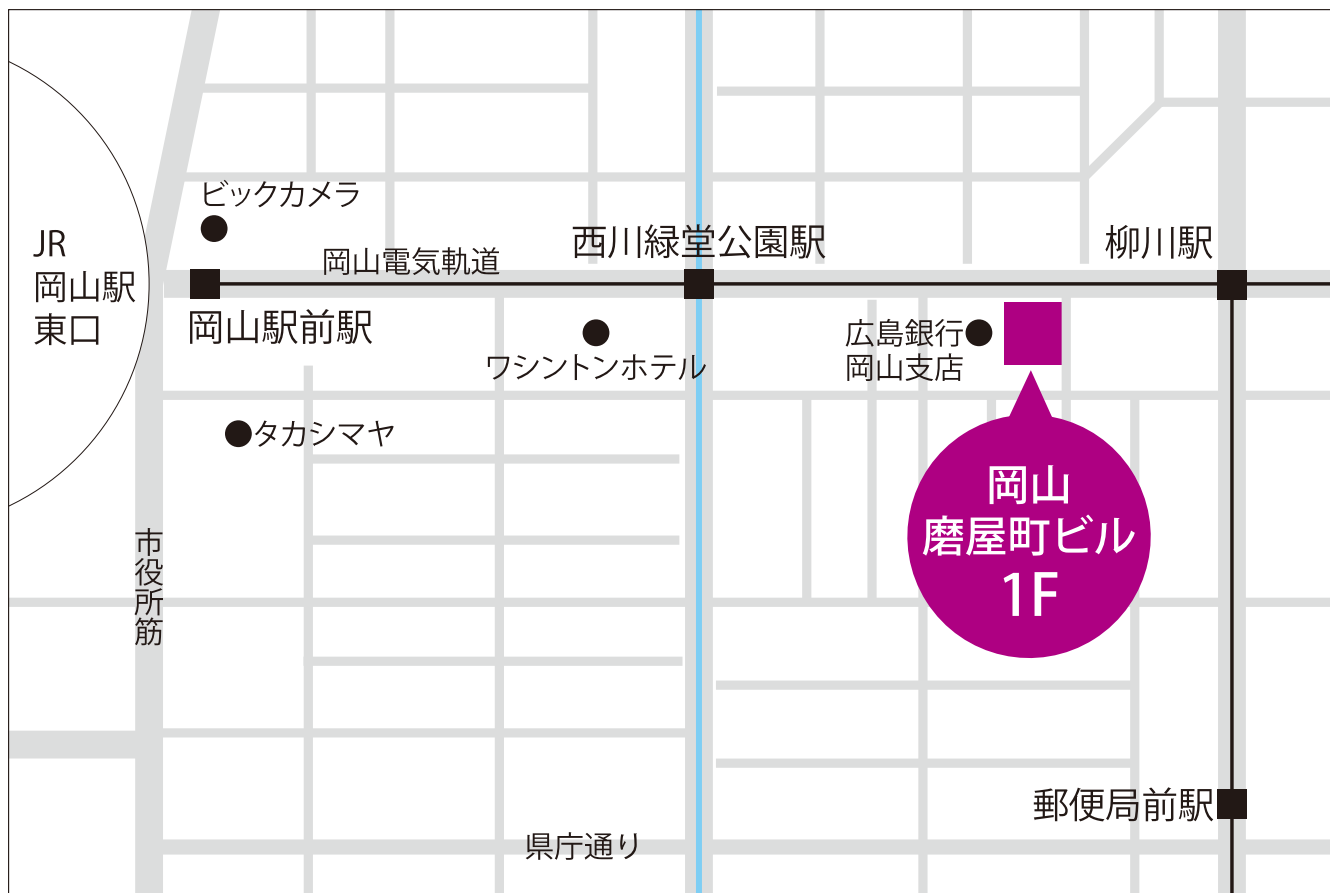 ビックカメラ
JR
岡山駅
東口
岡山電気軌道
西川緑堂公園駅
柳川駅
岡山駅前駅
ワシントンホテル
広島銀行
岡山支店
タカシマヤ
岡山
磨屋町ビル
1F
市役所筋
郵便局前駅
県庁通り